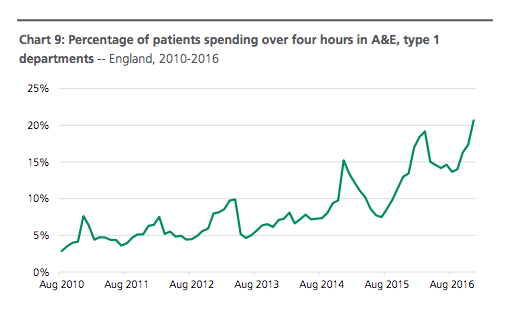 Chart 9: Percentage of patients spending over four hours in A&E, type 1
departments -- England, 2010-2016
25%
20%
15%
10%
5%
0%
Aug 2010 Aug 2011 Aug 2012 Aug 2013 Aug 2014 Aug 2015 Aug 2016